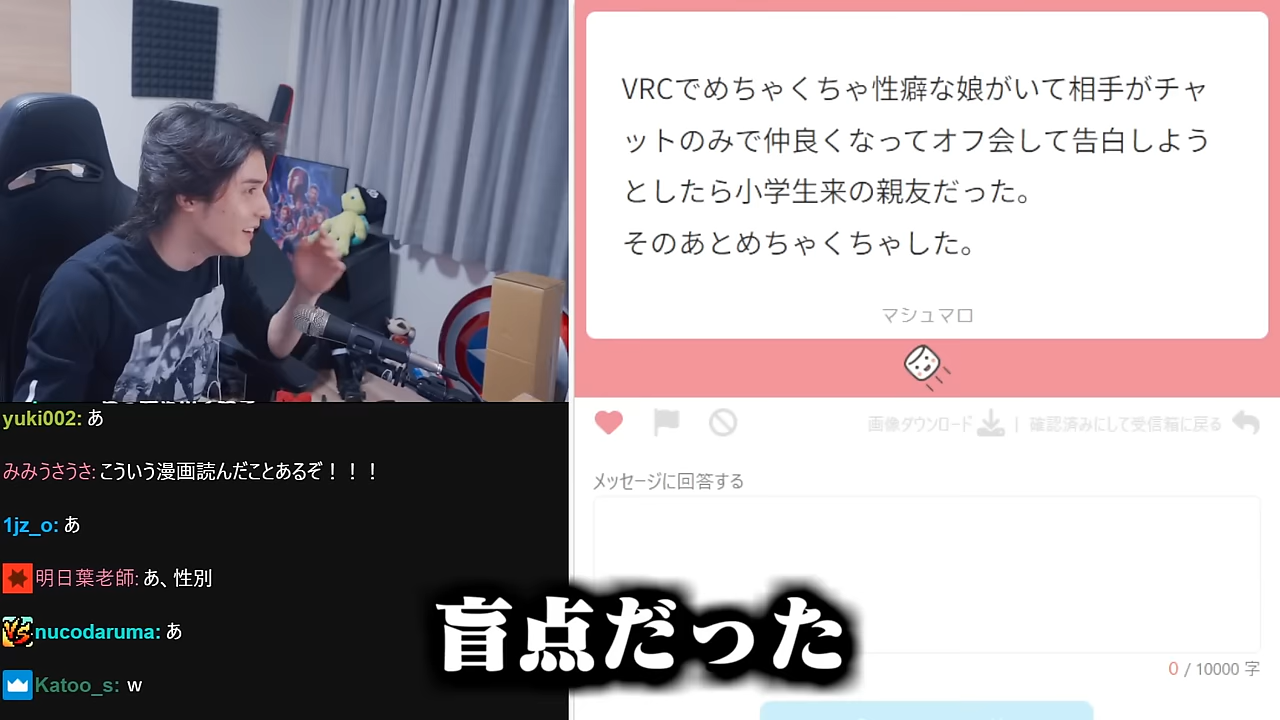 VRCでめちゃくちゃ性癖な娘がいて相手がチャ
ットのみで仲良くなってオフ会して告白しよう
としたら小学生来の親友だった。
そのあとめちゃくちゃした。
マシュマロ
画像ダウンロード | 確認済みにして受信箱に戻る
メッセージに回答する
0 / 10000 字
yuki002: あ
みみうさうさ: こういう漫画読んだことあるぞ！！！
1jz_o: あ
明日葉老師: あ、性別
nucodaruma: あ
Katoo_s: w
盲点だった